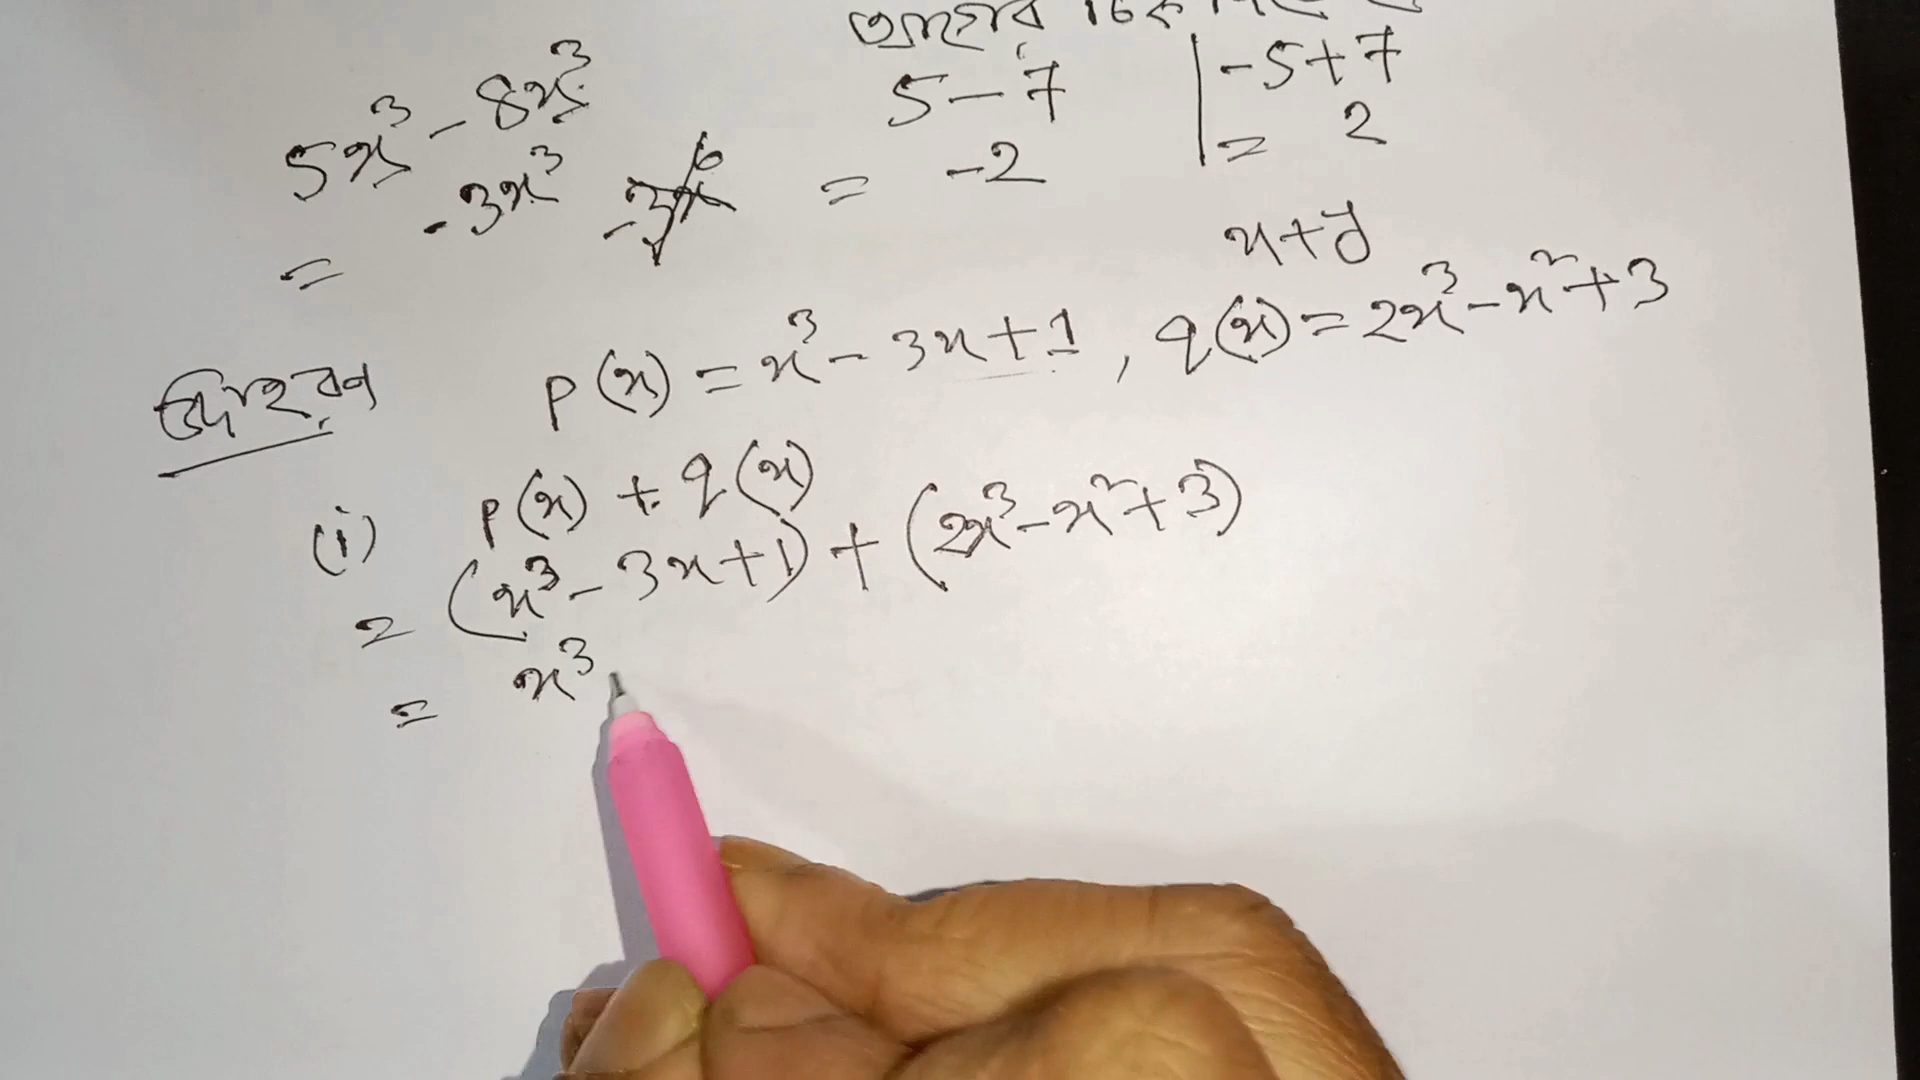 আগের চিহ্ন
5x³ - 8x³ 5 - 7 | -5 + 7
= -3x³ = -2 | = 2
x + y
উদাহরণ p(x) = x³ - 3x + 1 , q(x) = 2x³ - x² + 3
(i) p(x) + q(x)
= (x³ - 3x + 1) + (2x³ - x² + 3)
= x³